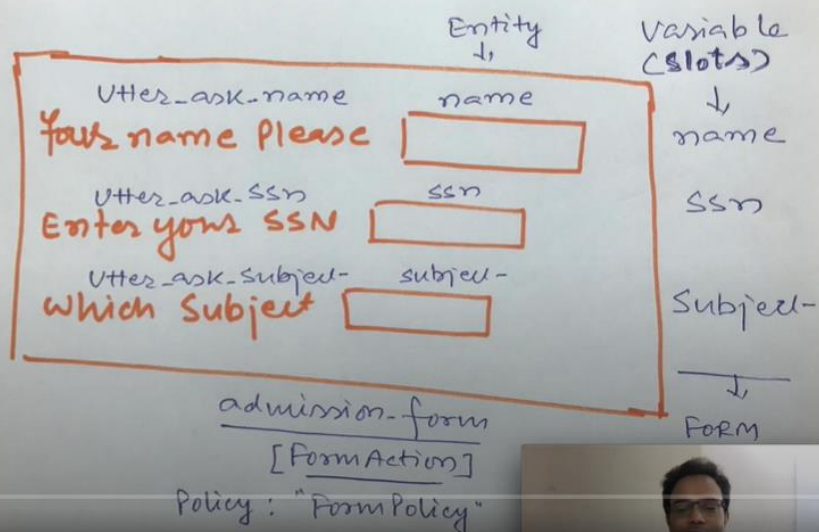 Entity
Variable
(Slots)
Utter_ask_name name
Your name Please name
Utter_ask_ssn ssn
Enter your SSN ssn
Utter_ask_subject subject
Which Subject Subject
admission_form
FORM
[FormAction]
Policy: "FormPolicy"